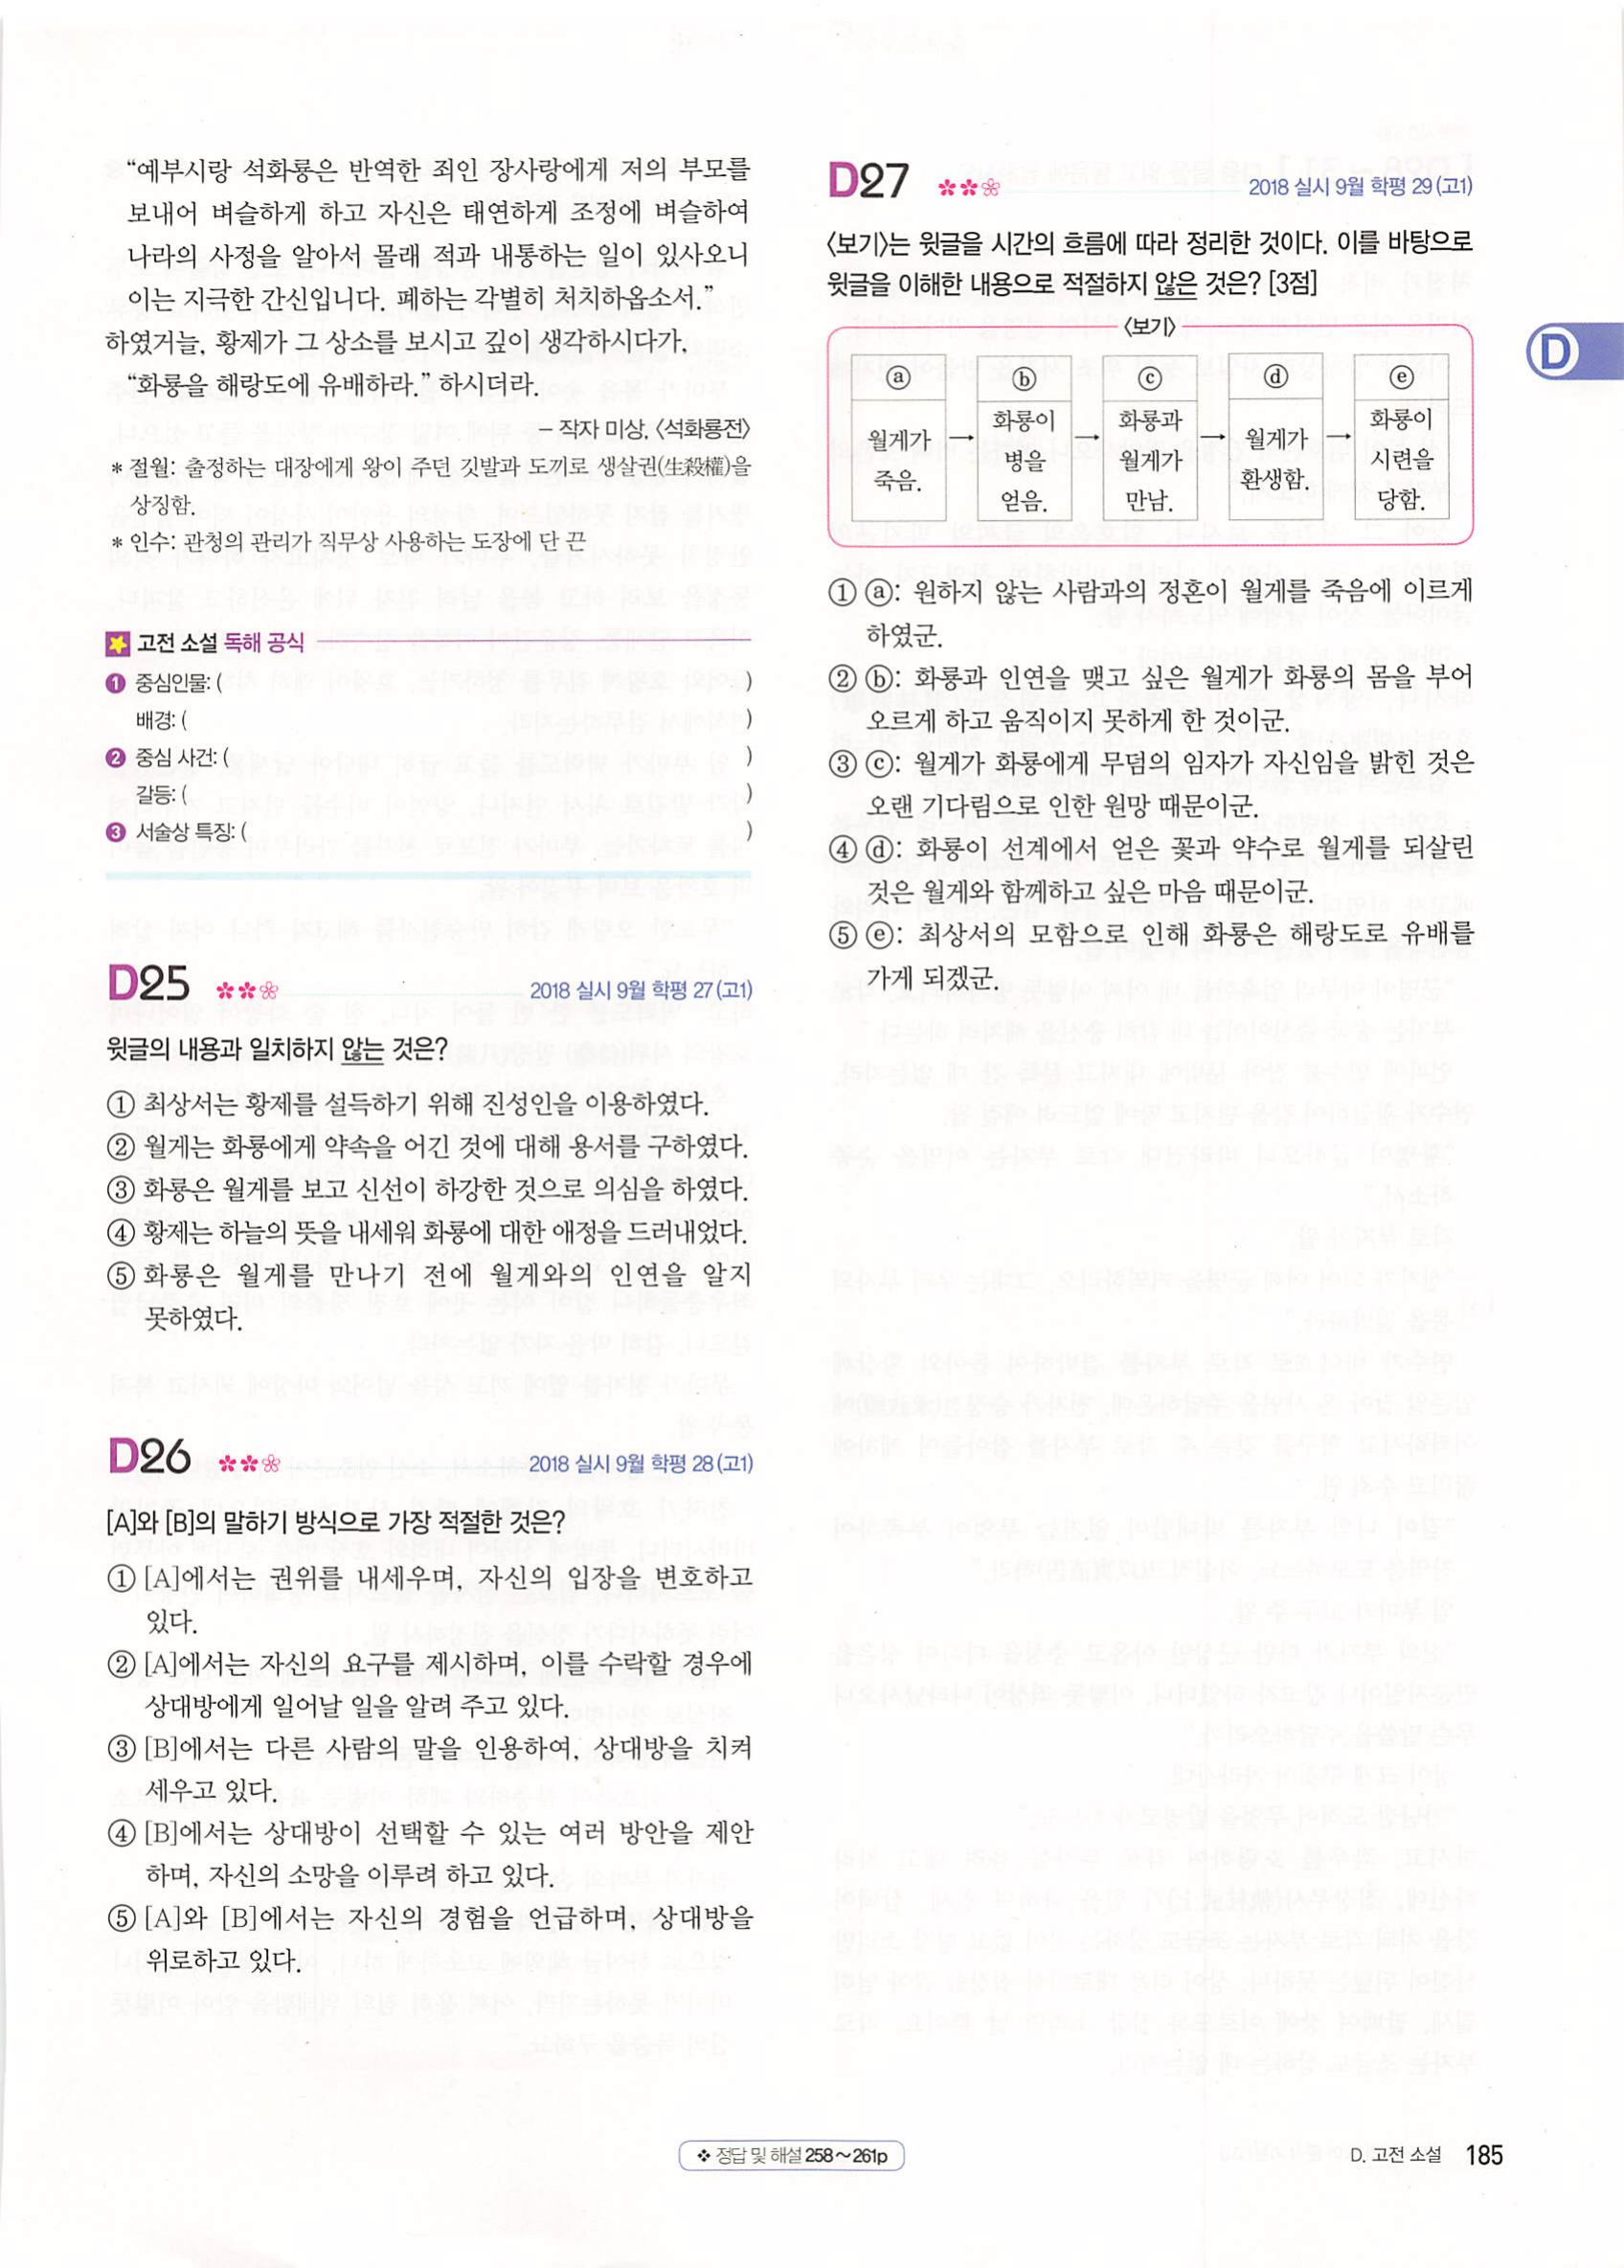 “예부시랑 석화룡은 반역한 죄인 장사랑에게 저의 부모를
보내어 벼슬하게 하고 자신은 태연하게 조정에 벼슬하여
나라의 사정을 알아서 몰래 적과 내통하는 일이 있사오니
이는 지극한 간신입니다. 폐하는 각별히 처치하옵소서.”
하였거늘, 황제가 그 상소를 보시고 깊이 생각하시다가,
“화룡을 해랑도에 유배하라.” 하시더라.
- 작자 미상, 〈석화룡전〉
* 절월: 출정하는 대장에게 왕이 주던 깃발과 도끼로 생살권(生殺權)을
상징함.
* 인수: 관청의 관리가 직무상 사용하는 도장에 단 끈
고전 소설 독해 공식
❶ 중심인물: ( )
배경: ( )
❷ 중심 사건: ( )
갈등: ( )
❸ 서술상 특징: ( )
D25 2018 실시 9월 학평 27(고1)
윗글의 내용과 일치하지 않는 것은?
① 최상서는 황제를 설득하기 위해 진성인을 이용하였다.
② 월계는 화룡에게 약속을 어긴 것에 대해 용서를 구하였다.
③ 화룡은 월계를 보고 신선이 하강한 것으로 의심을 하였다.
④ 황제는 하늘의 뜻을 내세워 화룡에 대한 애정을 드러내었다.
⑤ 화룡은 월계를 만나기 전에 월계와의 인연을 알지
못하였다.
D26 2018 실시 9월 학평 28(고1)
[A]와 [B]의 말하기 방식으로 가장 적절한 것은?
① [A]에서는 권위를 내세우며, 자신의 입장을 변호하고
있다.
② [A]에서는 자신의 요구를 제시하며, 이를 수락할 경우에
상대방에게 일어날 일을 알려 주고 있다.
③ [B]에서는 다른 사람의 말을 인용하여, 상대방을 치켜
세우고 있다.
④ [B]에서는 상대방이 선택할 수 있는 여러 방안을 제안
하며, 자신의 소망을 이루려 하고 있다.
⑤ [A]와 [B]에서는 자신의 경험을 언급하며, 상대방을
위로하고 있다.
D27 2018 실시 9월 학평 29(고1)
〈보기〉는 윗글을 시간의 흐름에 따라 정리한 것이다. 이를 바탕으로
윗글을 이해한 내용으로 적절하지 않은 것은? [3점]
〈보기〉
ⓐ
월계가
죽음.
→
ⓑ
화룡이
병을
얻음.
→
ⓒ
화룡과
월계가
만남.
→
ⓓ
월계가
환생함.
→
ⓔ
화룡이
시련을
당함.
① ⓐ: 원하지 않는 사람과의 정혼이 월계를 죽음에 이르게
하였군.
② ⓑ: 화룡과 인연을 맺고 싶은 월계가 화룡의 몸을 부어
오르게 하고 움직이지 못하게 한 것이군.
③ ⓒ: 월계가 화룡에게 무덤의 임자가 자신임을 밝힌 것은
오랜 기다림으로 인한 원망 때문이군.
④ ⓓ: 화룡이 선계에서 얻은 꽃과 약수로 월계를 되살린
것은 월계와 함께하고 싶은 마음 때문이군.
⑤ ⓔ: 최상서의 모함으로 인해 화룡은 해랑도로 유배를
가게 되겠군.
D
❖ 정답 및 해설 258~261p
D. 고전 소설 185